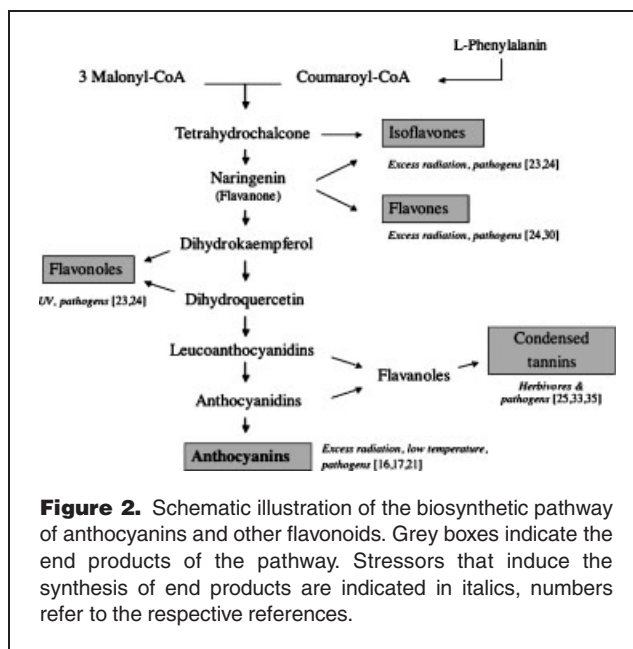 L-Phenylalanin
3 Malonyl-CoA Coumaroyl-CoA
Tetrahydrochalcone
Isoflavones
Excess radiation, pathogens [23,24]
Naringenin
(Flavanone)
Flavones
Excess radiation, pathogens [24,30]
Dihydrokaempferol
Flavonoles
UV, pathogens [23,24]
Dihydroquercetin
Leucoanthocyanidins
Flavanoles
Condensed
tannins
Herbivores &
pathogens [25,33,35]
Anthocyanidins
Anthocyanins
Excess radiation, low temperature,
pathogens [16,17,21]
Figure 2. Schematic illustration of the biosynthetic pathway
of anthocyanins and other flavonoids. Grey boxes indicate the
end products of the pathway. Stressors that induce the
synthesis of end products are indicated in italics, numbers
refer to the respective references.